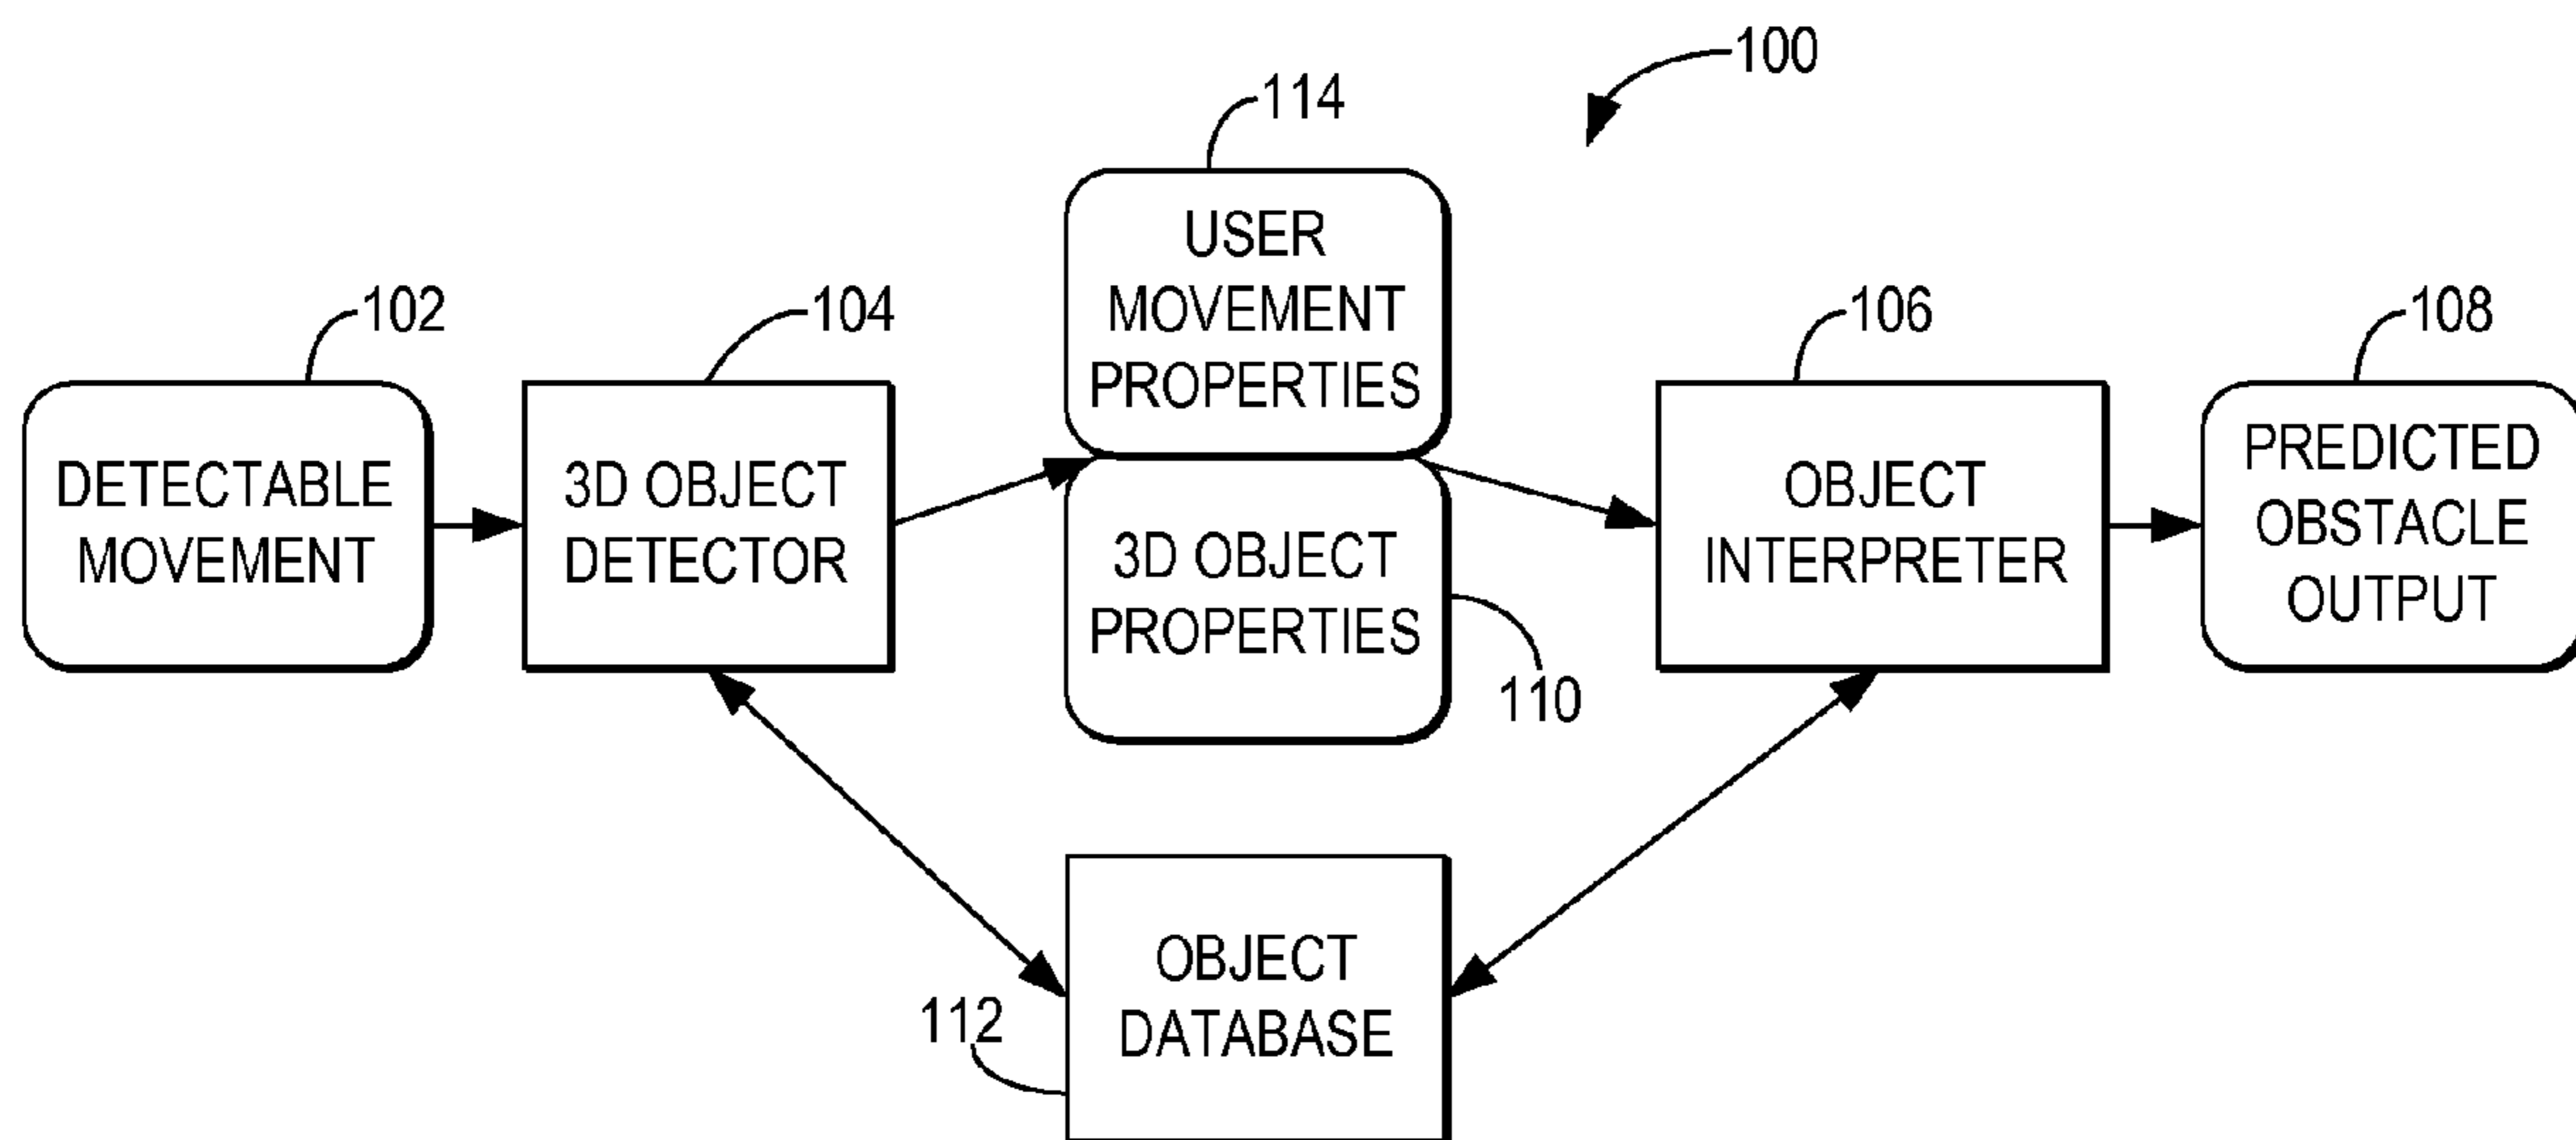 100
114
USER
MOVEMENT
PROPERTIES
102
104
106
108
DETECTABLE
MOVEMENT
3D OBJECT
DETECTOR
3D OBJECT
PROPERTIES
110
OBJECT
INTERPRETER
PREDICTED
OBSTACLE
OUTPUT
OBJECT
DATABASE
112